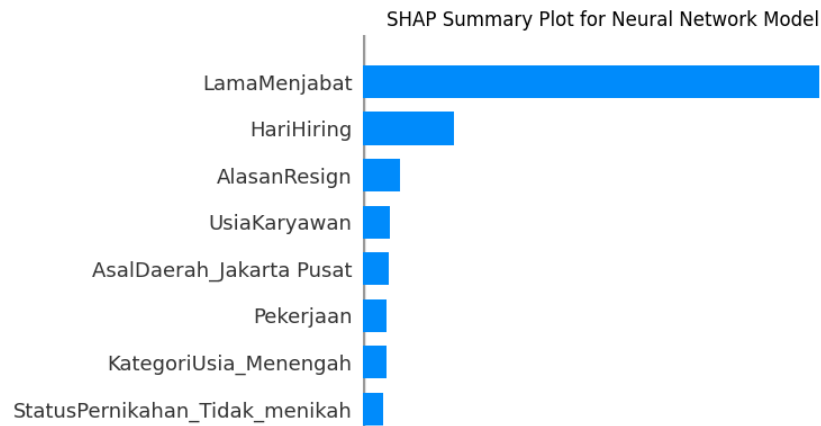 SHAP Summary Plot for Neural Network Model
LamaMenjabat
HariHiring
AlasanResign
UsiaKaryawan
AsalDaerah_Jakarta Pusat
Pekerjaan
KategoriUsia_Menengah
StatusPernikahan_Tidak_menikah